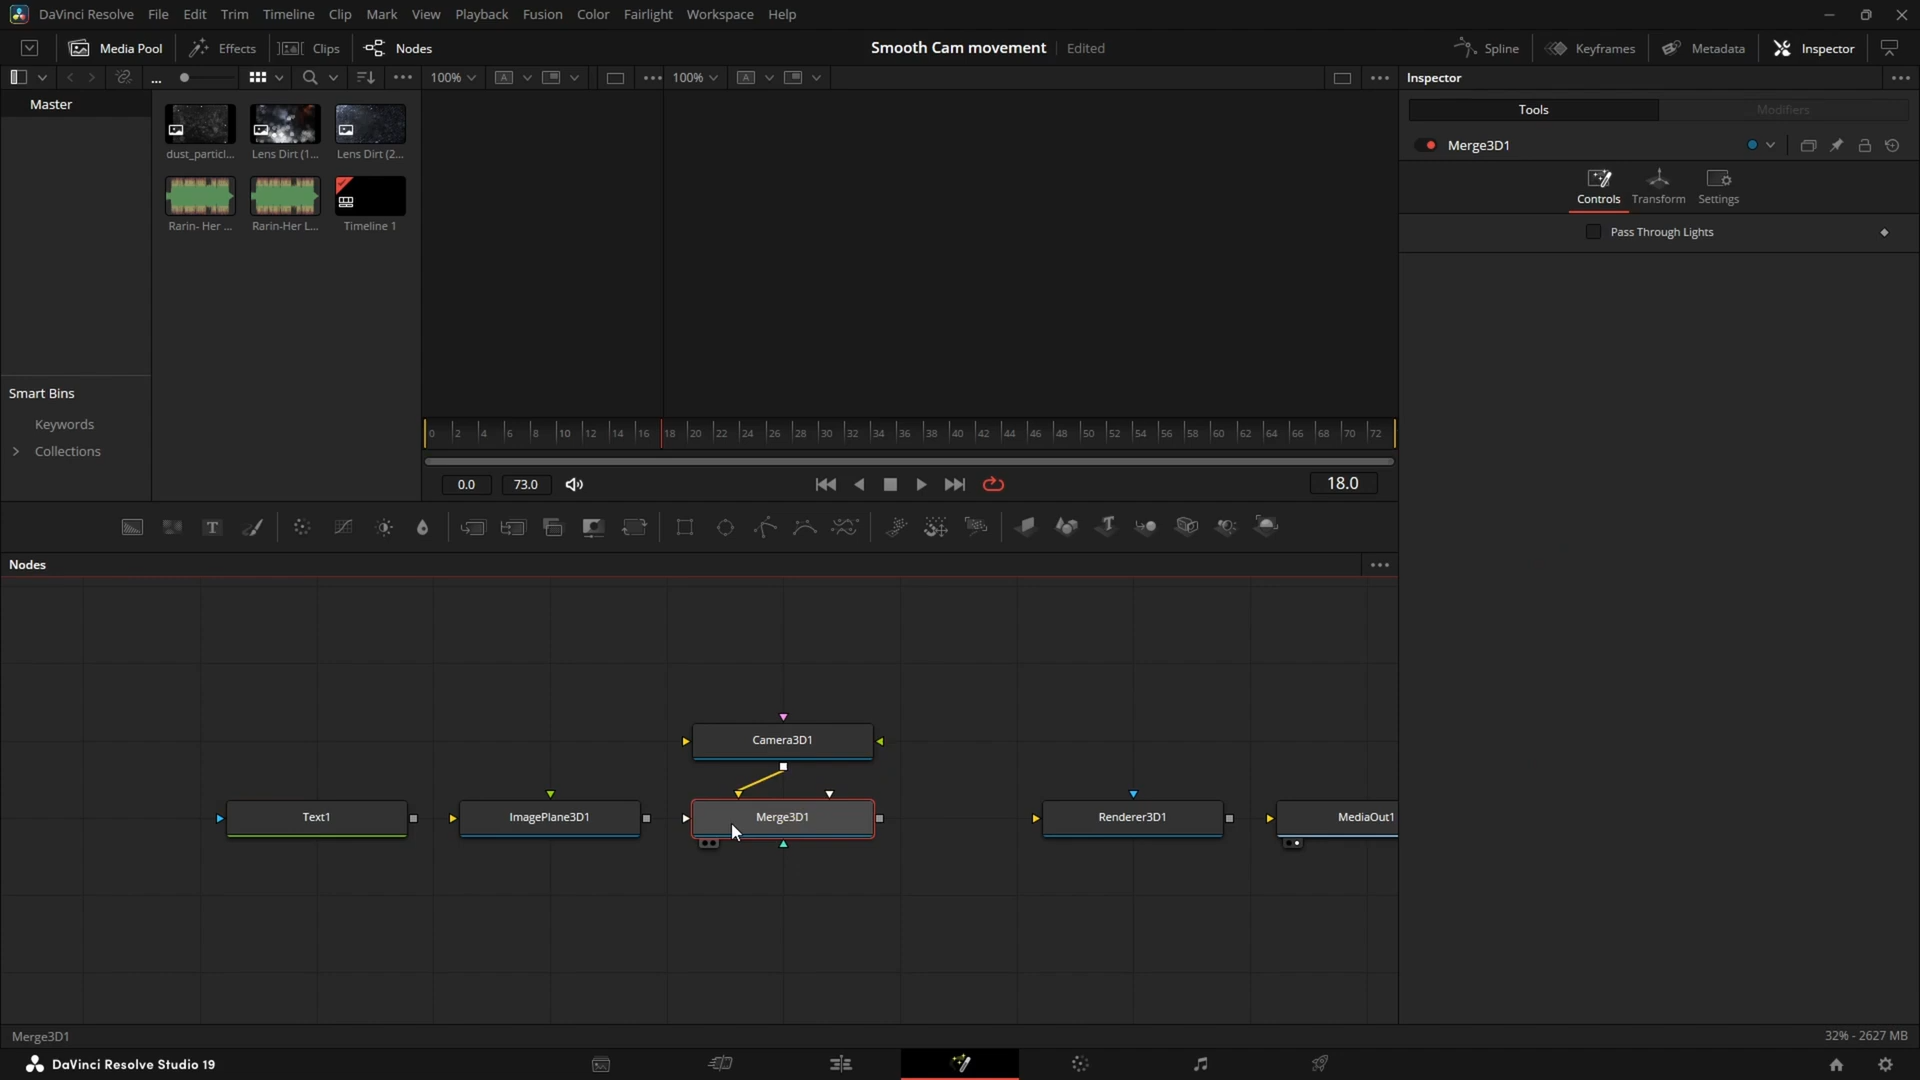 DaVinci Resolve File Edit Trim Timeline Clip Mark View Playback Fusion Color Fairlight Workspace Help
Media Pool Effects Clips Nodes Smooth Cam movement Edited Spline Keyframes Metadata Inspector
... 100% A 100% A Inspector
Master
Tools Modifiers
dust_particl... Lens Dirt (1... Lens Dirt (2...
Merge3D1
Rarin- Her ... Rarin-Her L... Timeline 1
Controls Transform Settings
Pass Through Lights
Smart Bins
Keywords
Collections
0 2 4 6 8 10 12 14 16 18 20 22 24 26 28 30 32 34 36 38 40 42 44 46 48 50 52 54 56 58 60 62 64 66 68 70 72
0.0 73.0 18.0
T T
Nodes
Camera3D1
Text1 ImagePlane3D1 Merge3D1 Renderer3D1 MediaOut1
Merge3D1 32% - 2627 MB
DaVinci Resolve Studio 19